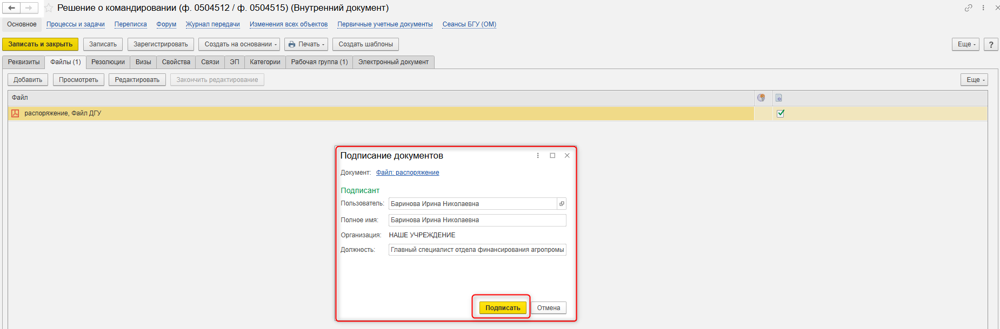 Решение о командировании (ф. 0504512 / ф. 0504515) (Внутренний документ)
Основное Процессы и задачи Переписка Форум Журнал передачи Изменения всех объектов Первичные учетные документы Сеансы БГУ (ОМ)
Записать и закрыть Записать Зарегистрировать Создать на основании Печать Создать шаблоны Еще ?
Реквизиты Файлы (1) Резолюции Визы Свойства Связи ЭП Категории Рабочая группа (1) Электронный документ
Добавить Просмотреть Редактировать Закончить редактирование Еще
Файл
распоряжение, Файл ДГУ
Подписание документов
Документ: Файл: распоряжение
Подписант
Пользователь: Баринова Ирина Николаевна
Полное имя: Баринова Ирина Николаевна
Организация: НАШЕ УЧРЕЖДЕНИЕ
Должность: Главный специалист отдела финансирования агропромы
Подписать Отмена